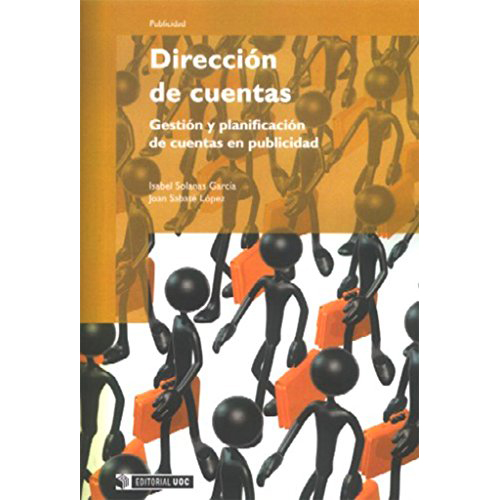 Publicidad
Dirección
de cuentas
Gestión y planificación
de cuentas en publicidad
Isabel Solanas García
Joan Sabaté López
EDITORIAL UOC